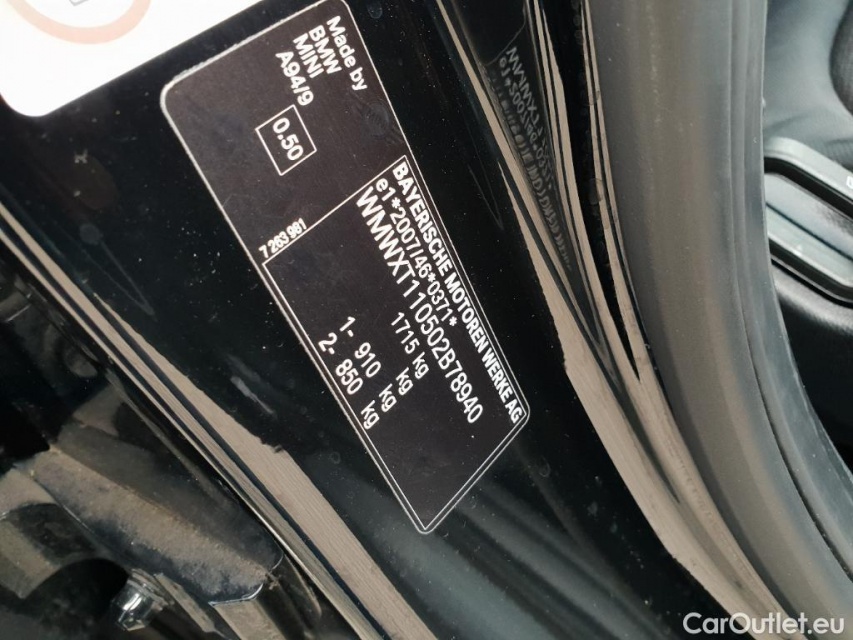 Made by
BMW
MINI
A94/9
0.50
7 263 981
BAYERISCHE MOTOREN WERKE AG
e1*2007/46*0371*
WMWXT110502B78940
1715 kg
1- 910 kg
2- 850 kg
CarOutlet.eu